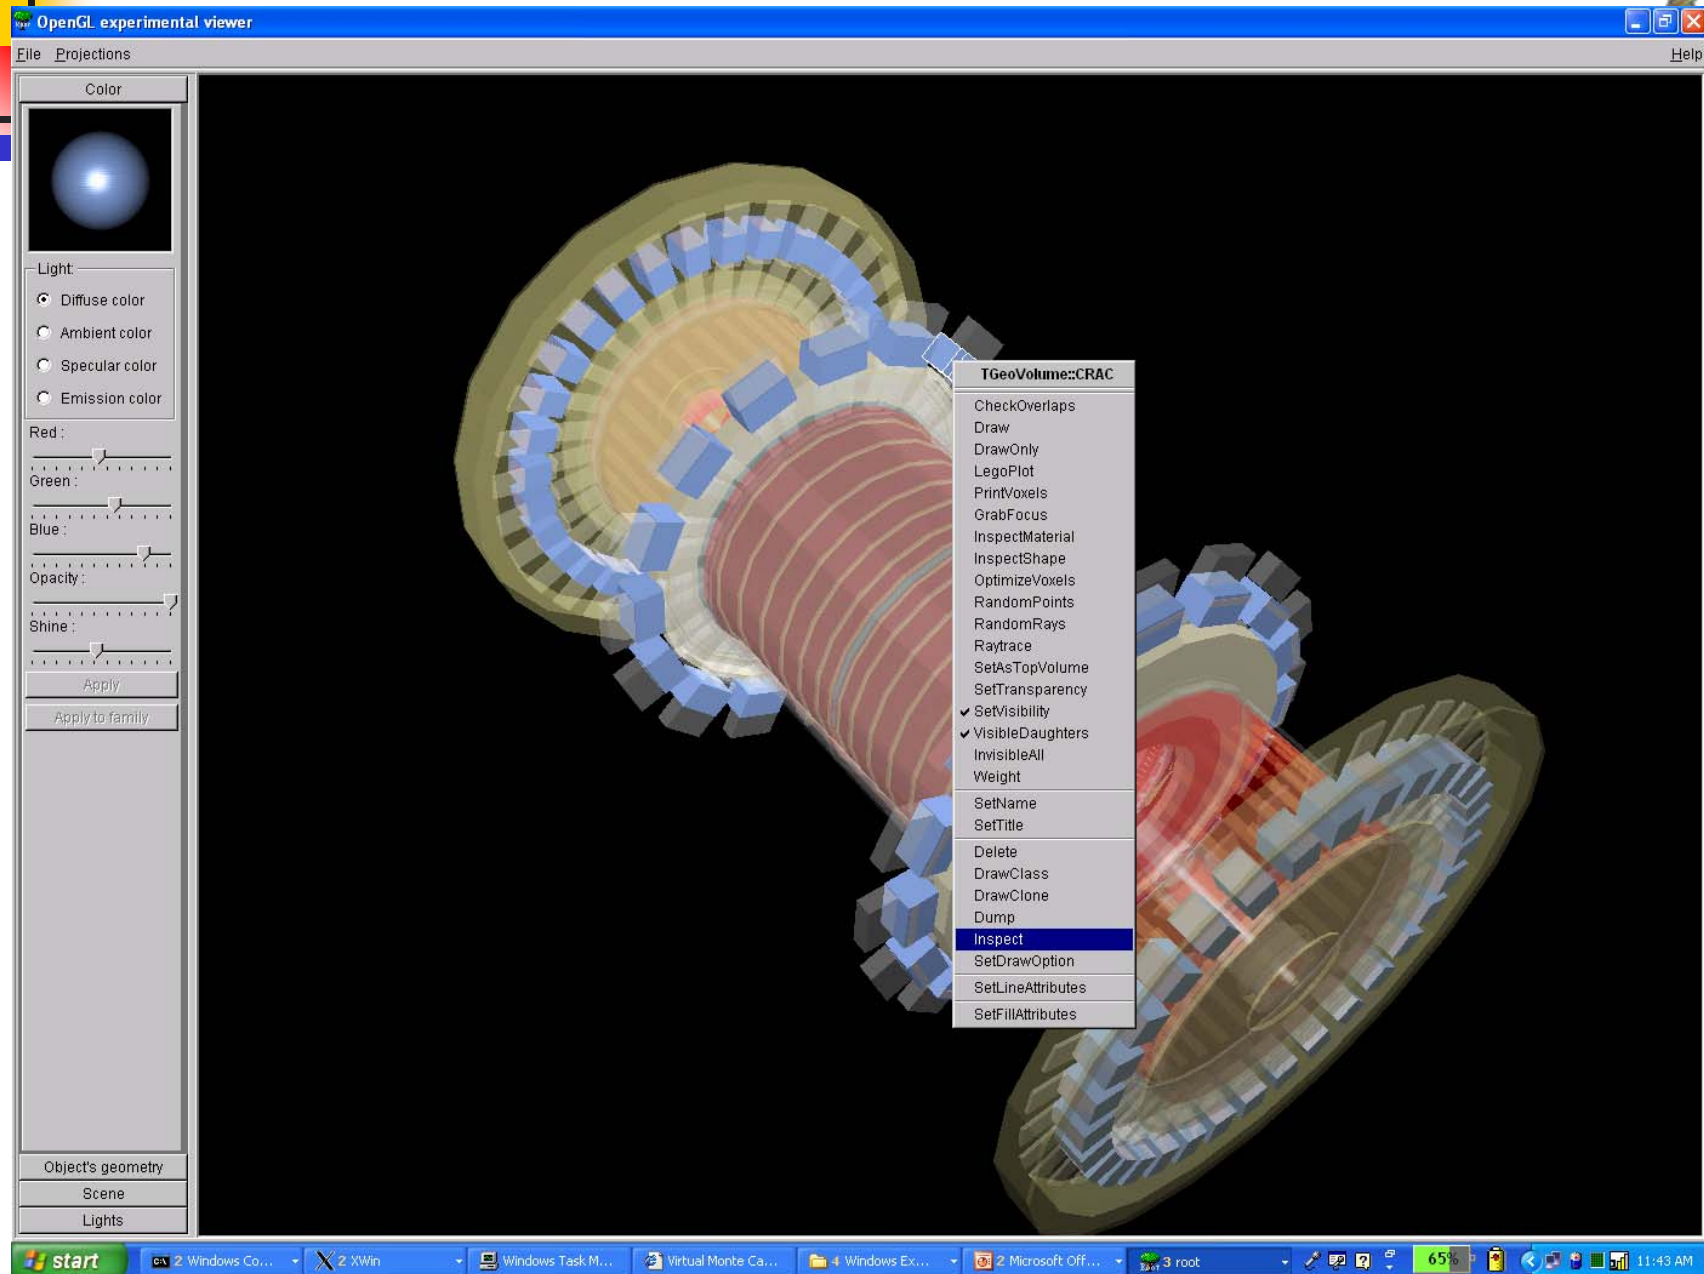 OpenGL experimental viewer
File Projections Help
Color
Light:
Diffuse color
Ambient color
Specular color
Emission color
Red :
Green :
Blue :
Opacity :
Shine :
Apply
Apply to family
Object's geometry
Scene
Lights
TGeoVolume::CRAC
CheckOverlaps
Draw
DrawOnly
LegoPlot
PrintVoxels
GrabFocus
InspectMaterial
InspectShape
OptimizeVoxels
RandomPoints
RandomRays
Raytrace
SetAsTopVolume
SetTransparency
SetVisibility
VisibleDaughters
InvisibleAll
Weight
SetName
SetTitle
Delete
DrawClass
DrawClone
Dump
Inspect
SetDrawOption
SetLineAttributes
SetFillAttributes
start 2 Windows Co... 2 XWin Windows Task M... Virtual Monte Ca... 4 Windows Ex... 2 Microsoft Off... 3 root 65% 11:43 AM